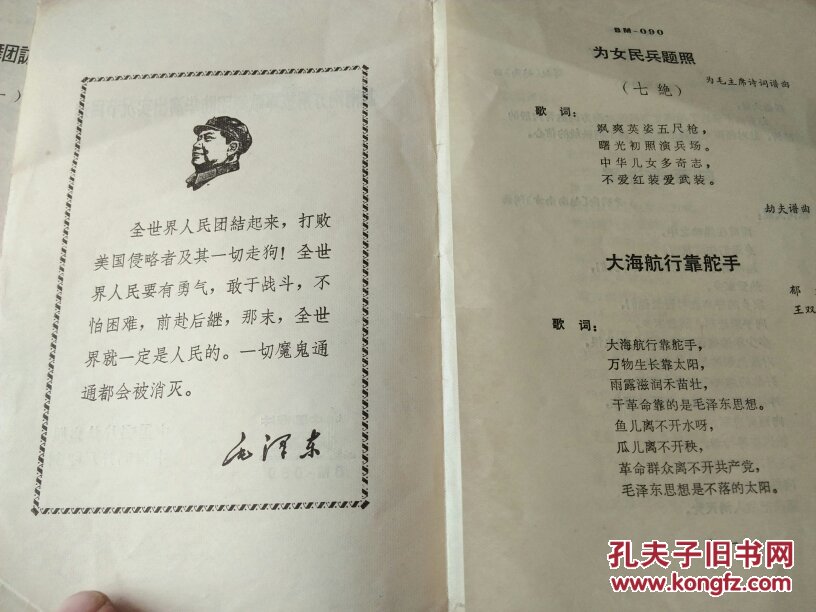 全世界人民团結起来，打败
美国侵略者及其一切走狗！全世
界人民要有勇气，敢于战斗，不
怕困难，前赴后継，那末，全世
界就一定是人民的。一切魔鬼通
通都会被消灭。
毛泽东
BM-090
为女民兵题照
（七绝）
为毛主席诗词谱曲
歌词：
飒爽英姿五尺枪，
曙光初照演兵场。
中华儿女多奇志，
不爱红装爱武装。
劫夫谱曲
大海航行靠舵手
郁
王双
歌词：
大海航行靠舵手，
万物生长靠太阳，
雨露滋润禾苗壮，
干革命靠的是毛泽东思想。
鱼儿离不开水呀，
瓜儿离不开秧，
革命群众离不开共产党，
毛泽东思想是不落的太阳。
孔夫子旧书网
www.kongfz.com